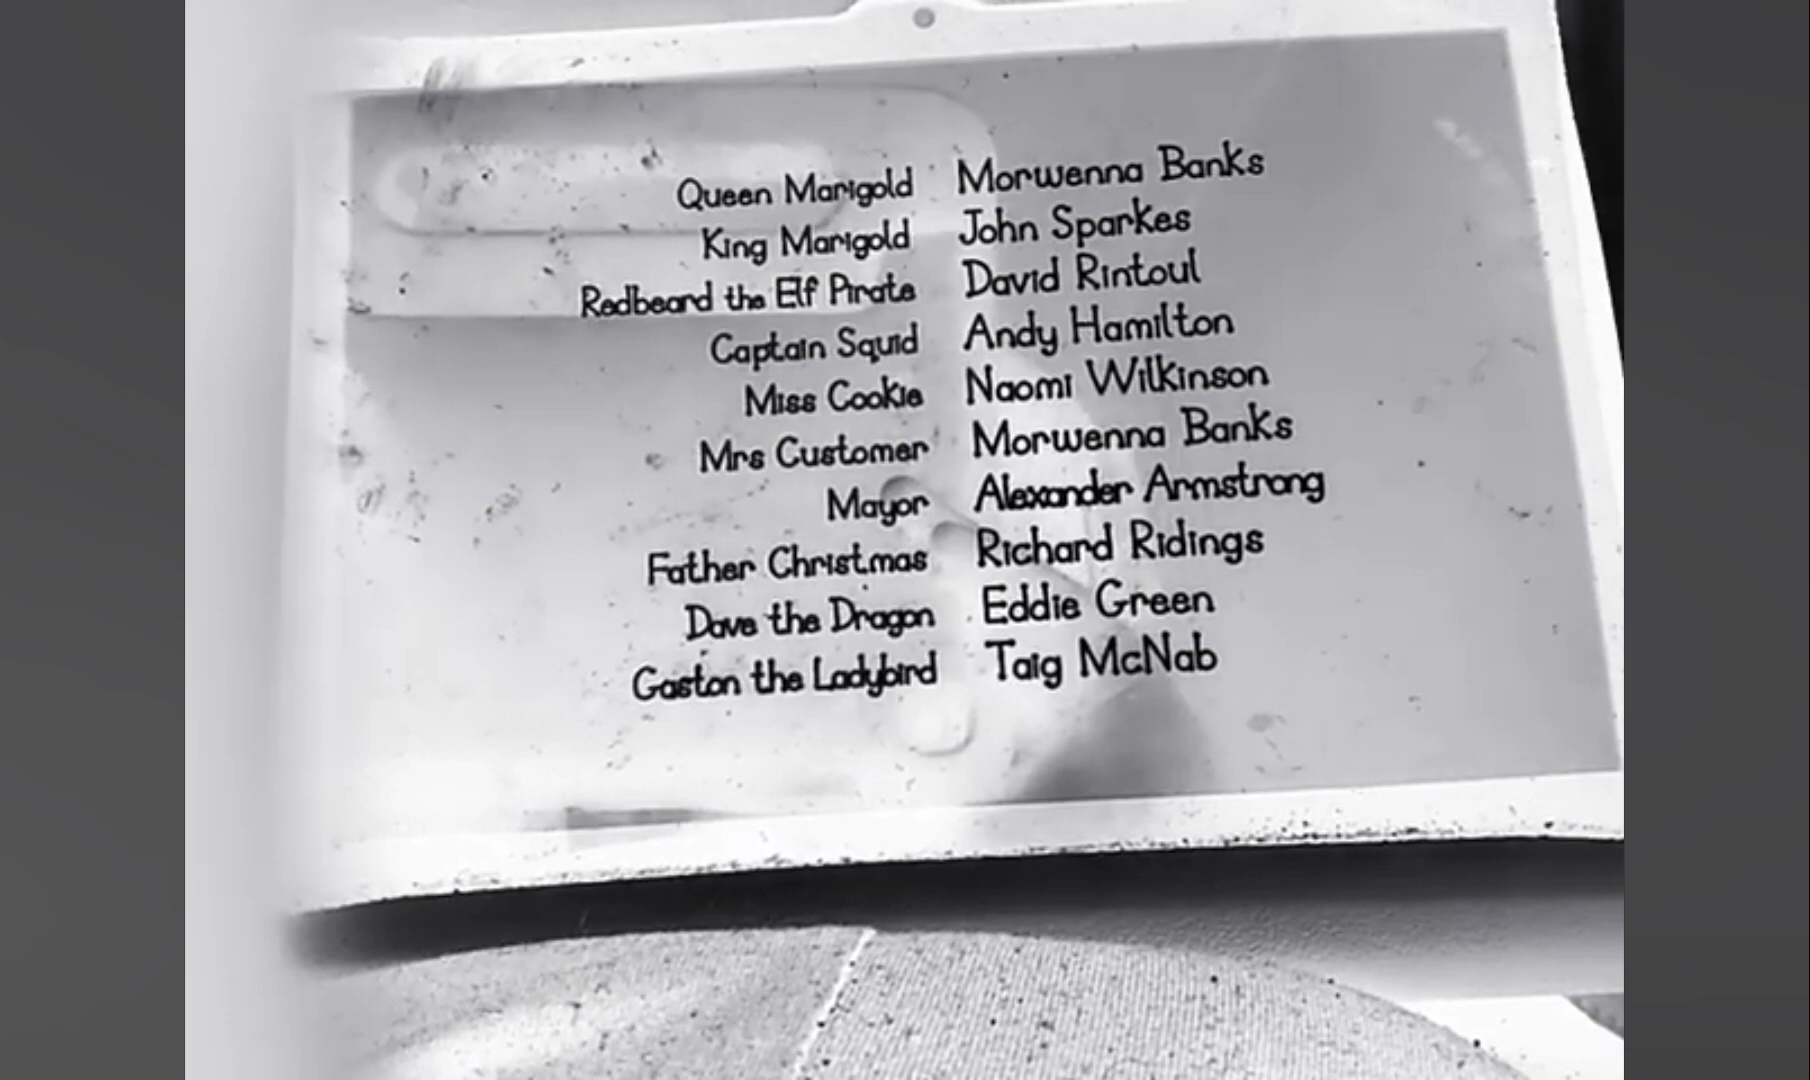 Queen Marigold Morwenna Banks
King Marigold John Sparkes
Redbeard the Elf Pirate David Rintoul
Captain Squid Andy Hamilton
Miss Cookie Naomi Wilkinson
Mrs Customer Morwenna Banks
Mayor Alexander Armstrong
Father Christmas Richard Ridings
Dave the Dragon Eddie Green
Gaston the Ladybird Taig McNab